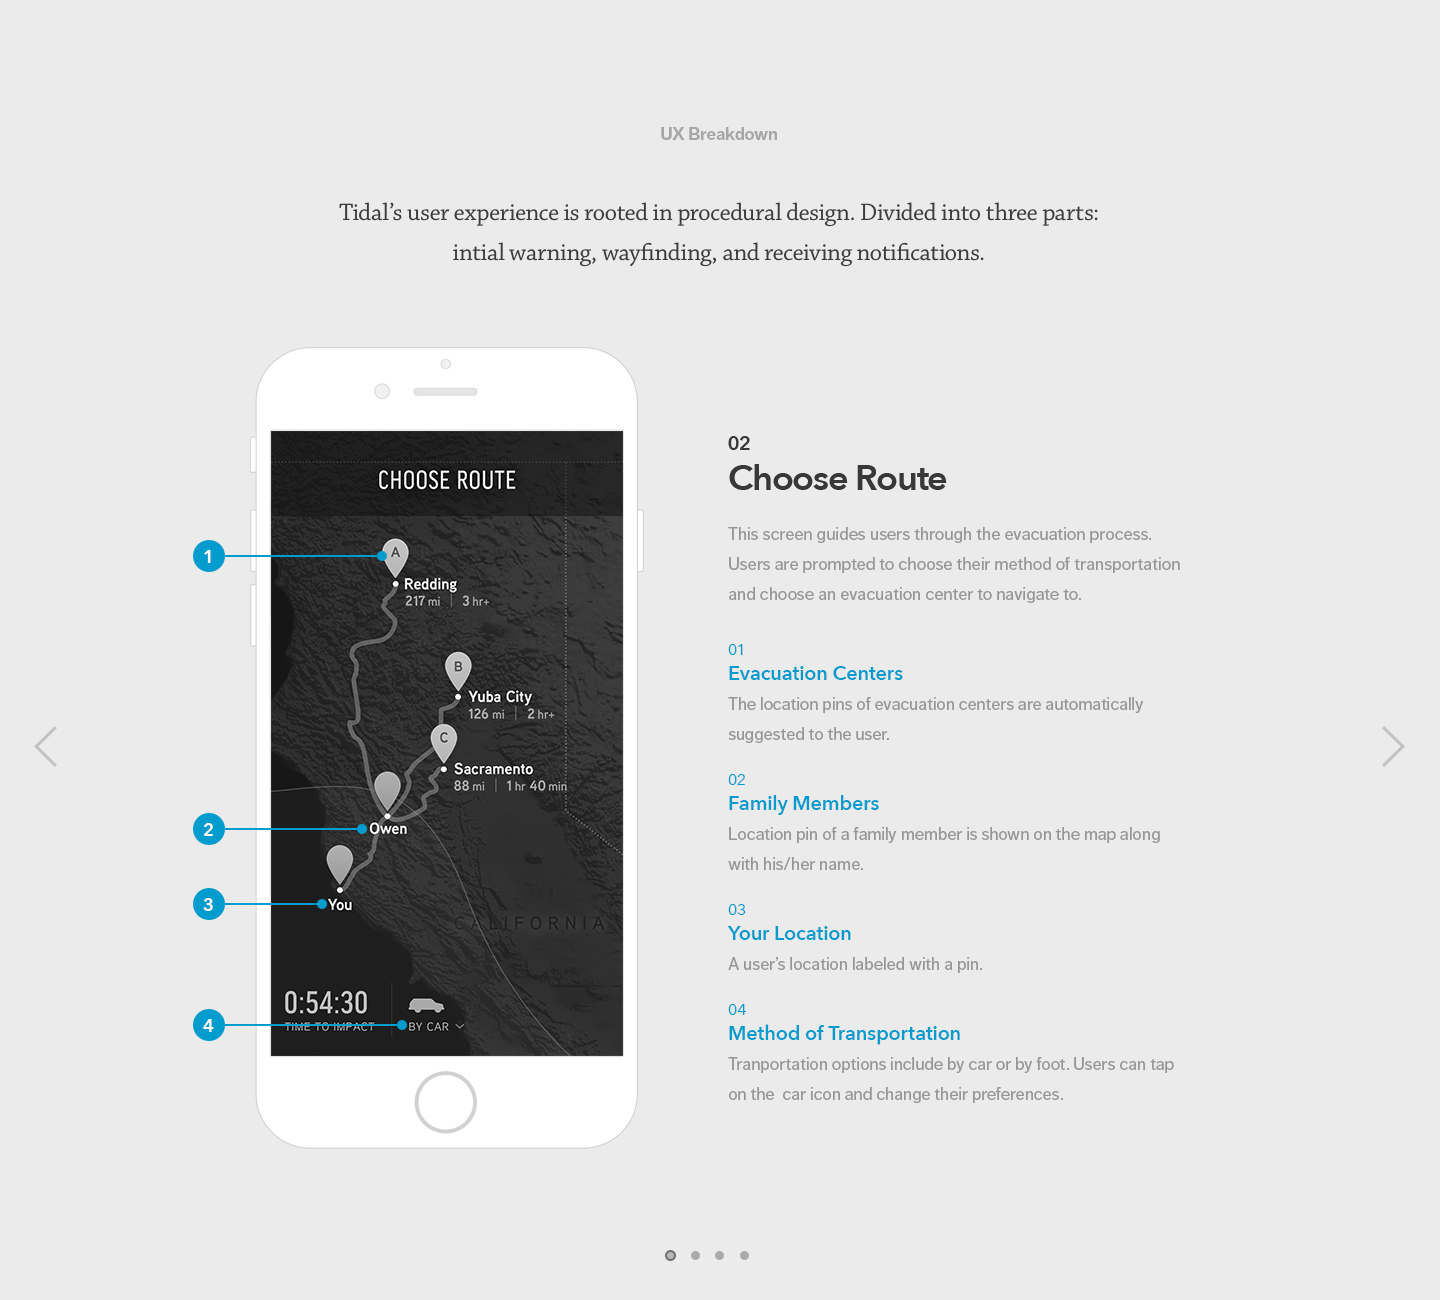 UX Breakdown
Tidal’s user experience is rooted in procedural design. Divided into three parts:
intial warning, wayfinding, and receiving notifications.
CHOOSE ROUTE
1
A
Redding
217 mi | 3 hr+
B
Yuba City
126 mi | 2 hr+
C
Sacramento
88 mi | 1 hr 40 min
2
Owen
3
You
CALIFORNIA
0:54:30
TIME TO IMPACT
4
BY CAR
02
Choose Route
This screen guides users through the evacuation process.
Users are prompted to choose their method of transportation
and choose an evacuation center to navigate to.
01
Evacuation Centers
The location pins of evacuation centers are automatically
suggested to the user.
02
Family Members
Location pin of a family member is shown on the map along
with his/her name.
03
Your Location
A user’s location labeled with a pin.
04
Method of Transportation
Tranportation options include by car or by foot. Users can tap
on the  car icon and change their preferences.